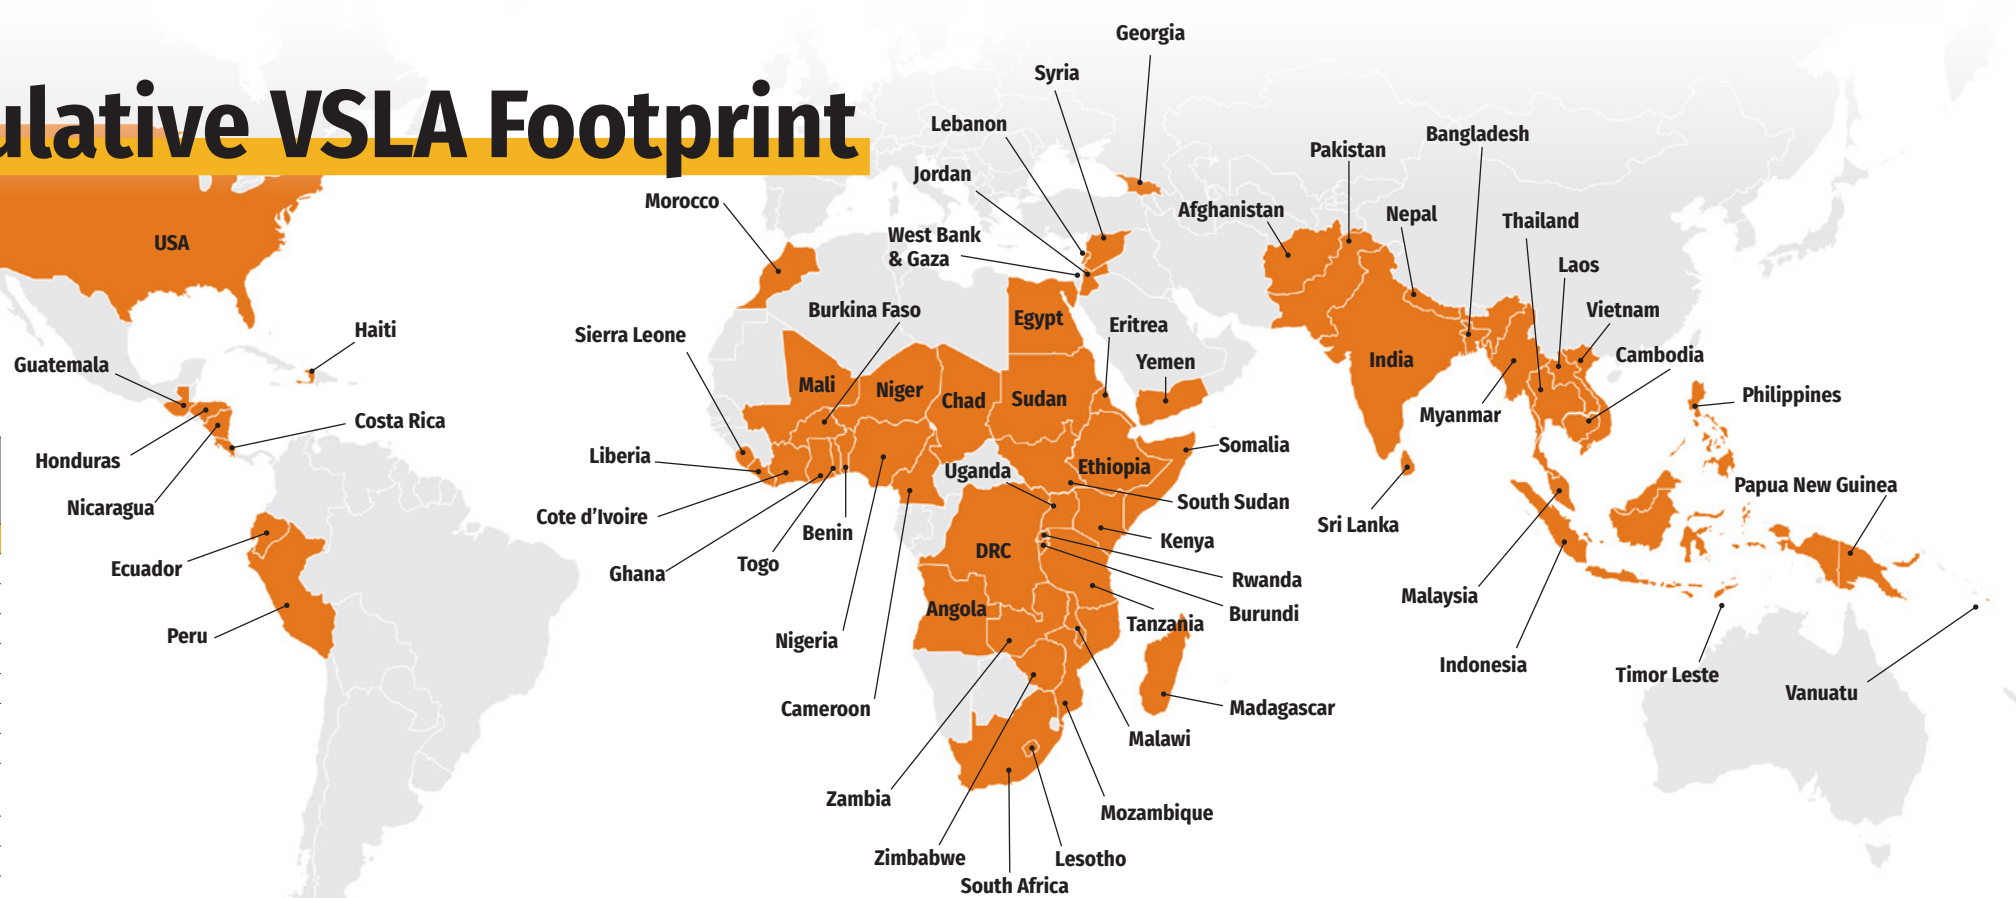 ulative VSLA Footprint
Georgia
Syria
Lebanon
Bangladesh
Pakistan
Jordan
Morocco
Afghanistan
Nepal
Thailand
USA
West Bank
& Gaza
Laos
Burkina Faso
Vietnam
Haiti
Sierra Leone
Egypt
Eritrea
Guatemala
Yemen
India
Cambodia
Mali
Niger
Chad
Sudan
Philippines
Myanmar
Costa Rica
Honduras
Liberia
Somalia
Uganda
Ethiopia
Nicaragua
South Sudan
Papua New Guinea
Cote d’Ivoire
Benin
Sri Lanka
Kenya
DRC
Ecuador
Togo
Ghana
Rwanda
Malaysia
Angola
Burundi
Tanzania
Peru
Nigeria
Indonesia
Timor Leste
Vanuatu
Cameroon
Madagascar
Malawi
Zambia
Mozambique
Zimbabwe
Lesotho
South Africa